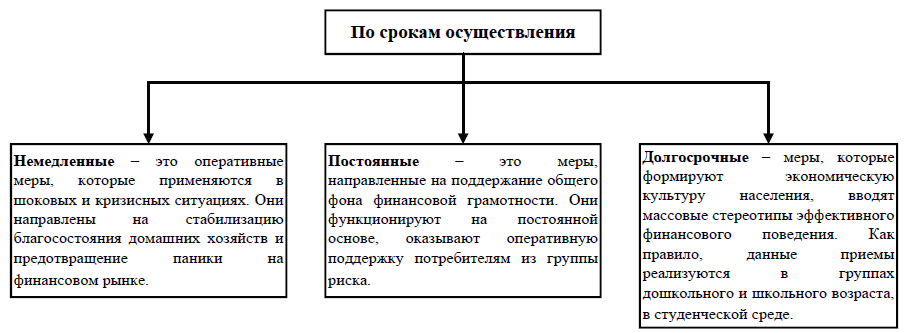 По срокам осуществления
Немедленные – это оперативные
меры, которые применяются в
шоковых и кризисных ситуациях. Они
направлены на стабилизацию
благосостояния домашних хозяйств и
предотвращение паники на
финансовом рынке.
Постоянные – это меры,
направленные на поддержание общего
фона финансовой грамотности. Они
функционируют на постоянной
основе, оказывают оперативную
поддержку потребителям из группы
риска.
Долгосрочные – меры, которые
формируют экономическую
культуру населения, вводят
массовые стереотипы эффективного
финансового поведения. Как
правило, данные приемы
реализуются в группах
дошкольного и школьного возраста,
в студенческой среде.